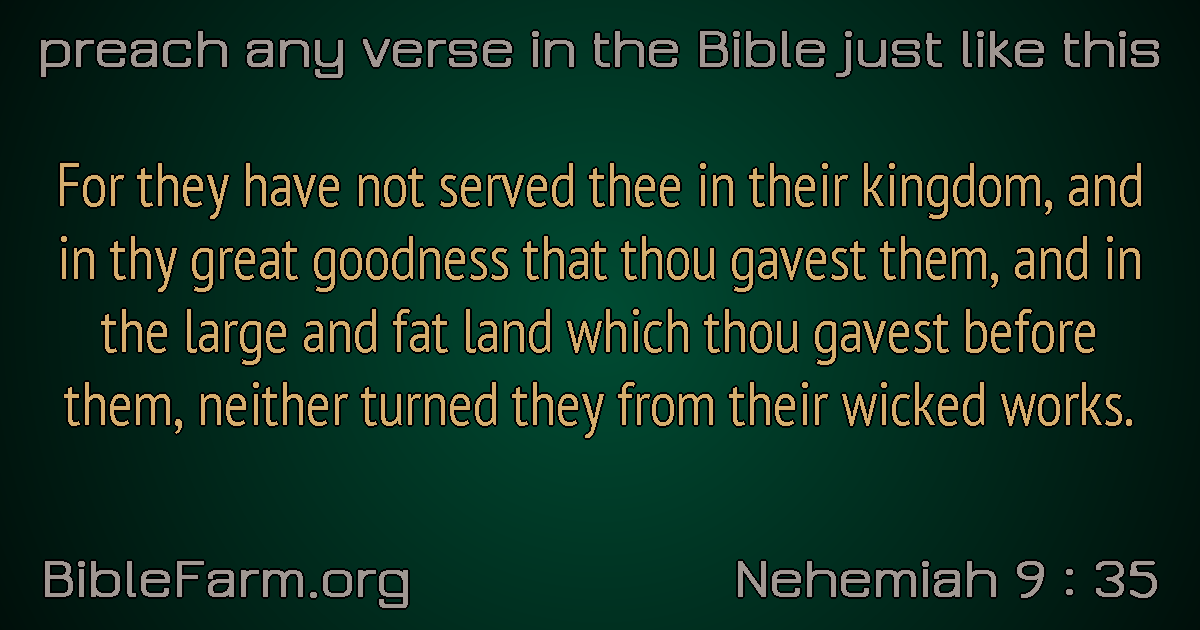 preach any verse in the Bible just like this
For they have not served thee in their kingdom, and
in thy great goodness that thou gavest them, and in
the large and fat land which thou gavest before
them, neither turned they from their wicked works.
BibleFarm.org
Nehemiah 9 : 35